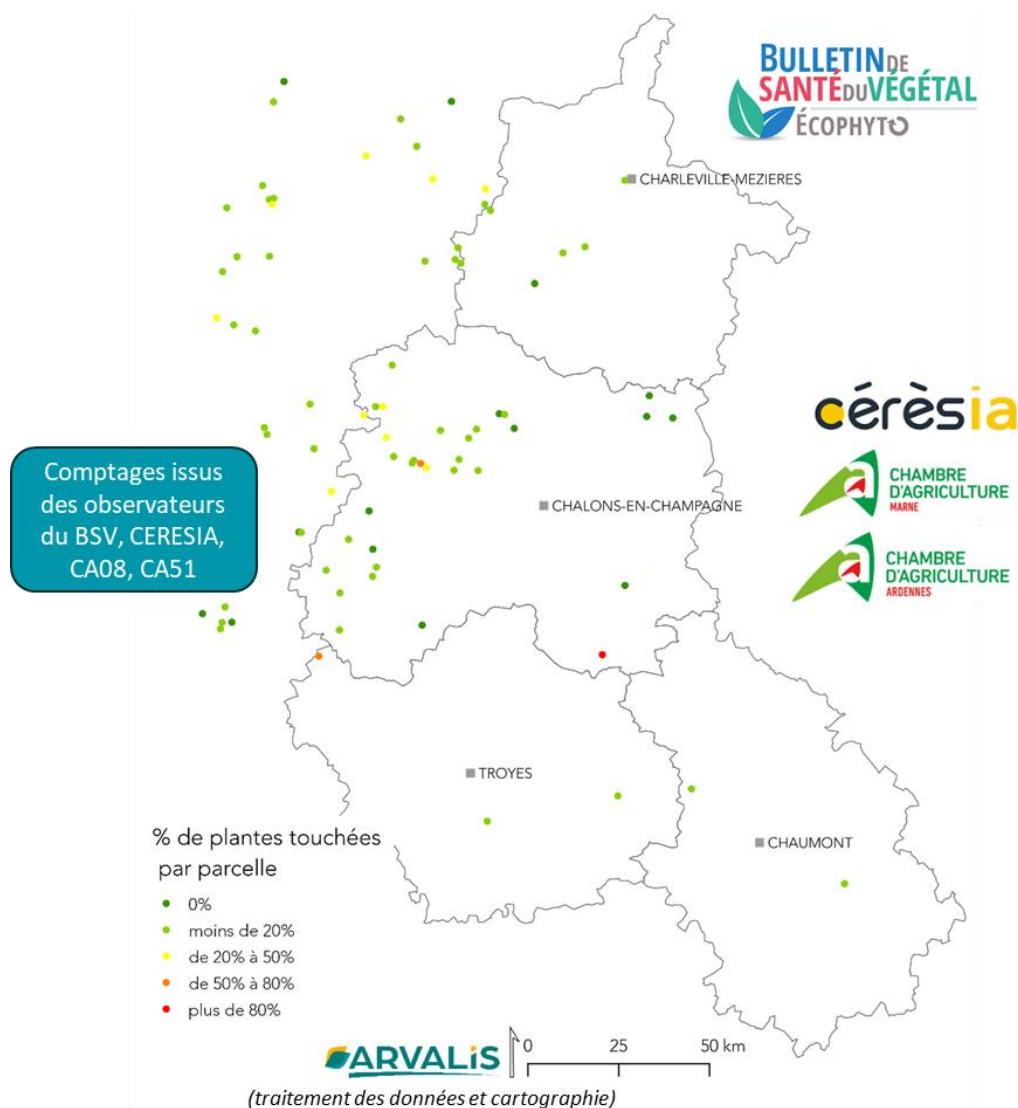 BULLETIN DE
SANTÉ DU VÉGÉTAL
ÉCOPHYTO
CHARLEVILLE-MEZIERES
cérèsia
CHAMBRE
D'AGRICULTURE
MARNE
Comptages issus
des observateurs
du BSV, CERESIA,
CA08, CA51
CHALONS-EN-CHAMPAGNE
CHAMBRE
D'AGRICULTURE
ARDENNES
TROYES
CHAUMONT
% de plantes touchées
par parcelle
0%
moins de 20%
de 20% à 50%
de 50% à 80%
plus de 80%
ARVALIS
0 25 50 km
(traitement des données et cartographie)